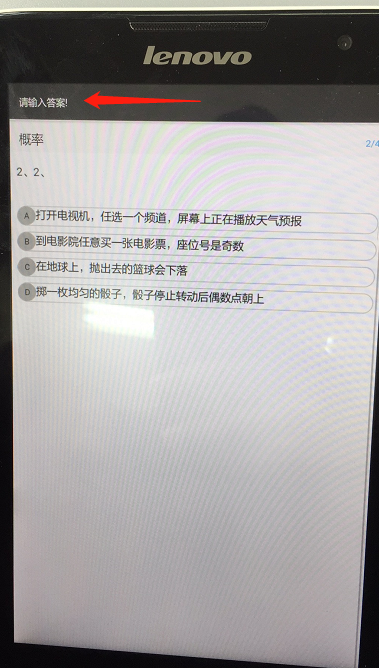 lenovo
请输入答案!
概率
2/4
2、2、
A 打开电视机，任选一个频道，屏幕上正在播放天气预报
B 到电影院任意买一张电影票，座位号是奇数
C 在地球上，抛出去的篮球会下落
D 掷一枚均匀的骰子，骰子停止转动后偶数点朝上